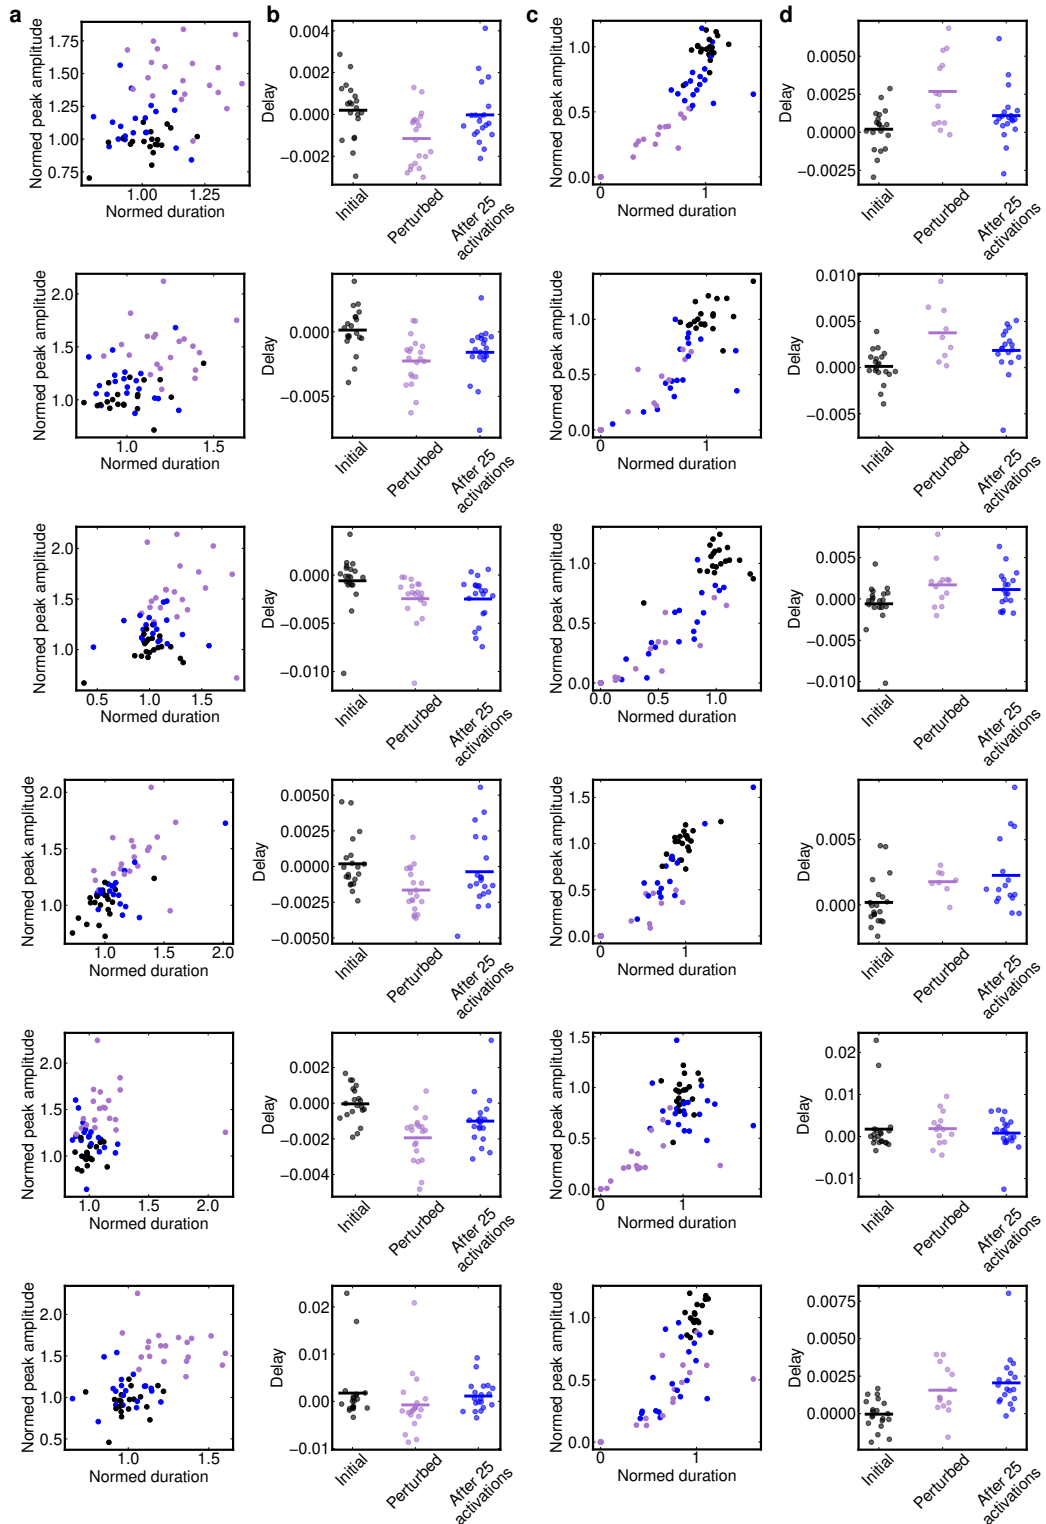 a
b
c
d
Normed peak amplitude
1.75
1.50
1.25
1.00
0.75
1.00
1.25
Normed duration
Delay
0.004
0.002
0.000
−0.002
Initial
Perturbed
After 25
activations
Normed peak amplitude
1.0
0.5
0.0
0
1
Normed duration
Delay
0.0050
0.0025
0.0000
−0.0025
Initial
Perturbed
After 25
activations
Normed peak amplitude
2.0
1.5
1.0
1.0
1.5
Normed duration
Delay
0.000
−0.005
Initial
Perturbed
After 25
activations
Normed peak amplitude
1.0
0.5
0.0
0
1
Normed duration
Delay
0.010
0.005
0.000
−0.005
Initial
Perturbed
After 25
activations
Normed peak amplitude
2.0
1.5
1.0
0.5
1.0
1.5
Normed duration
Delay
0.000
−0.005
−0.010
Initial
Perturbed
After 25
activations
Normed peak amplitude
1.0
0.5
0.0
0.0
0.5
1.0
Normed duration
Delay
0.005
0.000
−0.005
−0.010
Initial
Perturbed
After 25
activations
Normed peak amplitude
2.0
1.5
1.0
1.0
1.5
2.0
Normed duration
Delay
0.0050
0.0025
0.0000
−0.0025
−0.0050
Initial
Perturbed
After 25
activations
Normed peak amplitude
1.5
1.0
0.5
0.0
0
1
Normed duration
Delay
0.005
0.000
Initial
Perturbed
After 25
activations
Normed peak amplitude
2.0
1.5
1.0
1.0
1.5
2.0
Normed duration
Delay
0.002
0.000
−0.002
−0.004
Initial
Perturbed
After 25
activations
Normed peak amplitude
1.5
1.0
0.5
0.0
0
1
Normed duration
Delay
0.02
0.01
0.00
−0.01
Initial
Perturbed
After 25
activations
Normed peak amplitude
2.0
1.5
1.0
0.5
1.0
1.5
Normed duration
Delay
0.02
0.01
0.00
−0.01
Initial
Perturbed
After 25
activations
Normed peak amplitude
1.0
0.5
0.0
0
1
Normed duration
Delay
0.0075
0.0050
0.0025
0.0000
Initial
Perturbed
After 25
activations